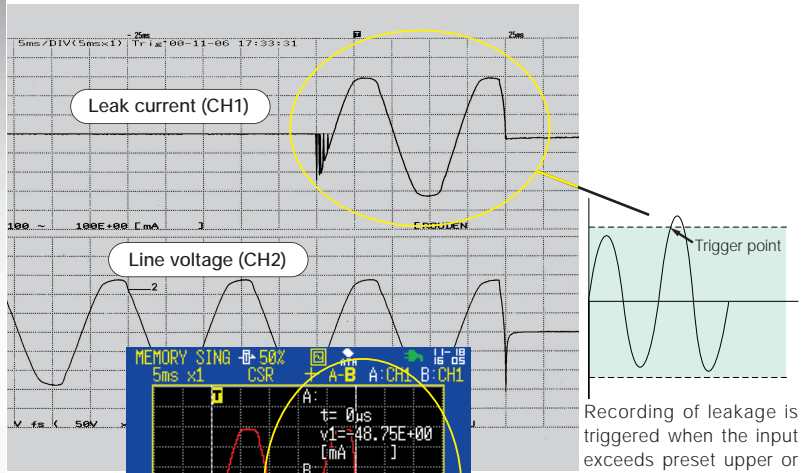 - 25ms
25ms
T
5ms/DIV(5ms×1) Trig'00-11-06 17:33:31
Leak current (CH1)
100 ~ 100E+00 [mA ]
Line voltage (CH2)
2
Trigger point
MEMORY SING 50%
5ms x1 CSR A-B A:CH1 B:CH1
T
A:
t= 0µs
v1=-48.75E+00
[mA ]
B
V fs ( 50V
Recording of leakage is
triggered when the input
exceeds preset upper or